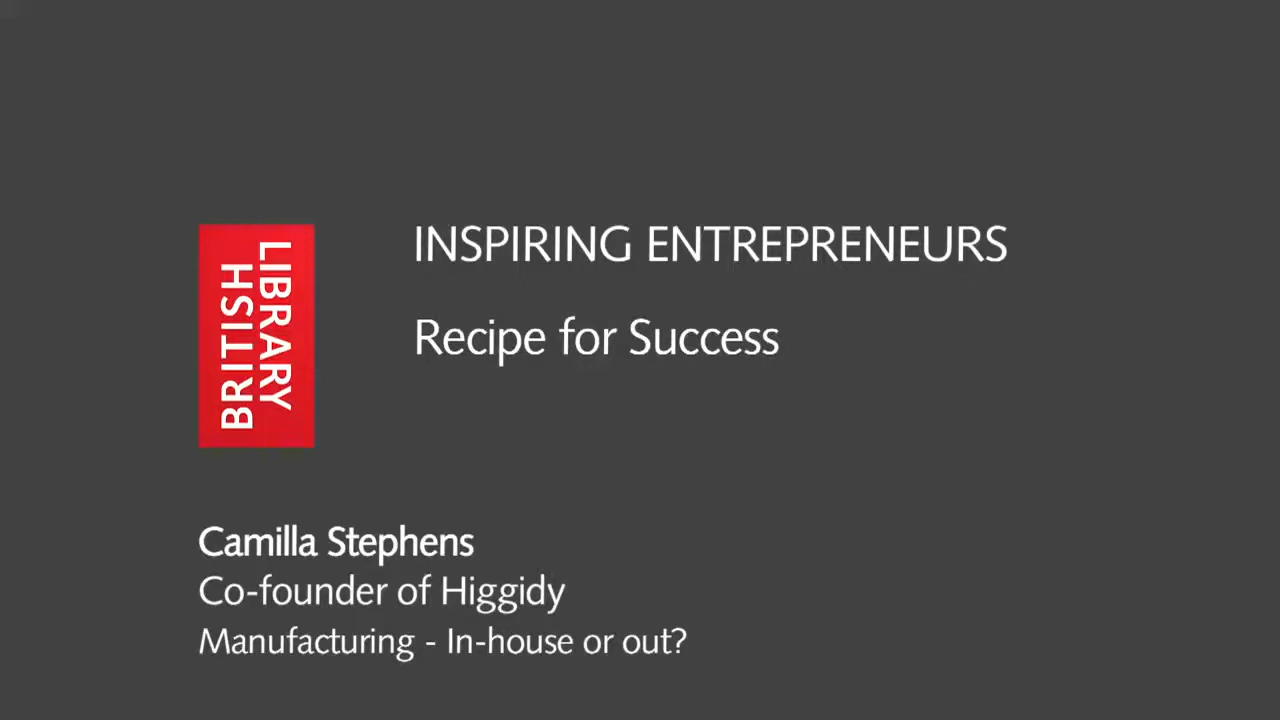 BRITISH
LIBRARY
INSPIRING ENTREPRENEURS
Recipe for Success
Camilla Stephens
Co-founder of Higgidy
Manufacturing - In-house or out?